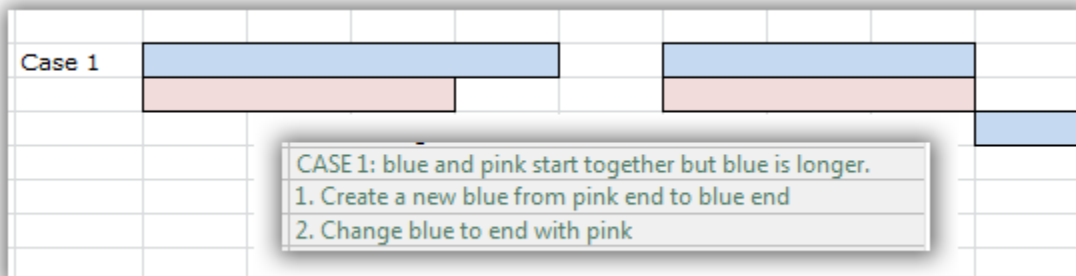 Case 1
CASE 1: blue and pink start together but blue is longer.
1. Create a new blue from pink end to blue end
2. Change blue to end with pink